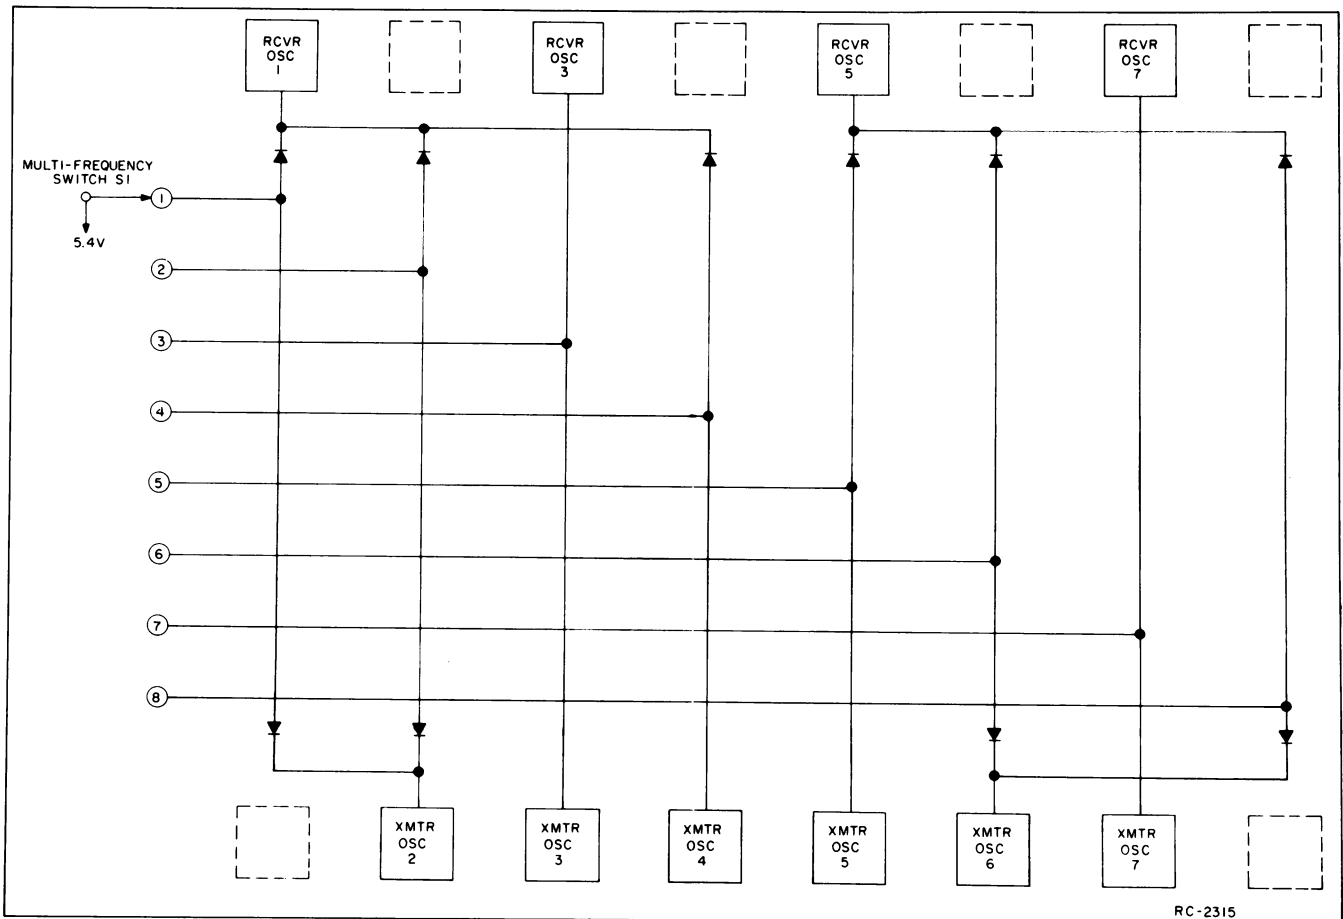 RCVR
OSC
1
RCVR
OSC
3
RCVR
OSC
5
RCVR
OSC
7
MULTI-FREQUENCY
SWITCH S1
5.4V
1
2
3
4
5
6
7
8
XMTR
OSC
2
XMTR
OSC
3
XMTR
OSC
4
XMTR
OSC
5
XMTR
OSC
6
XMTR
OSC
7
RC-2315